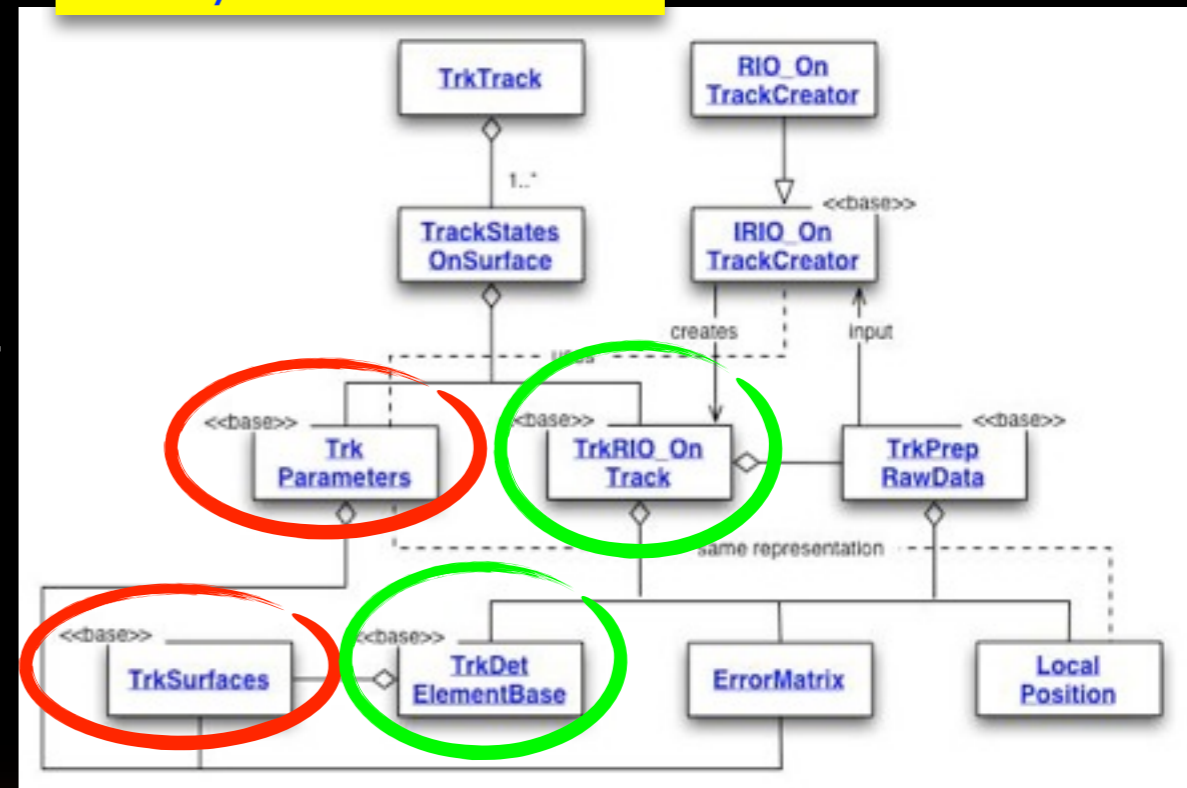 TrkTrack
RIO_On
TrackCreator
1..*
<<base>>
TrackStates
OnSurface
IRIO_On
TrackCreator
creates
input
uses
<<base>>
<<base>>
<<base>>
Trk
Parameters
TrkRIO_On
Track
TrkPrep
RawData
same representation
<<base>>
<<base>>
TrkSurfaces
TrkDet
ElementBase
ErrorMatrix
Local
Position